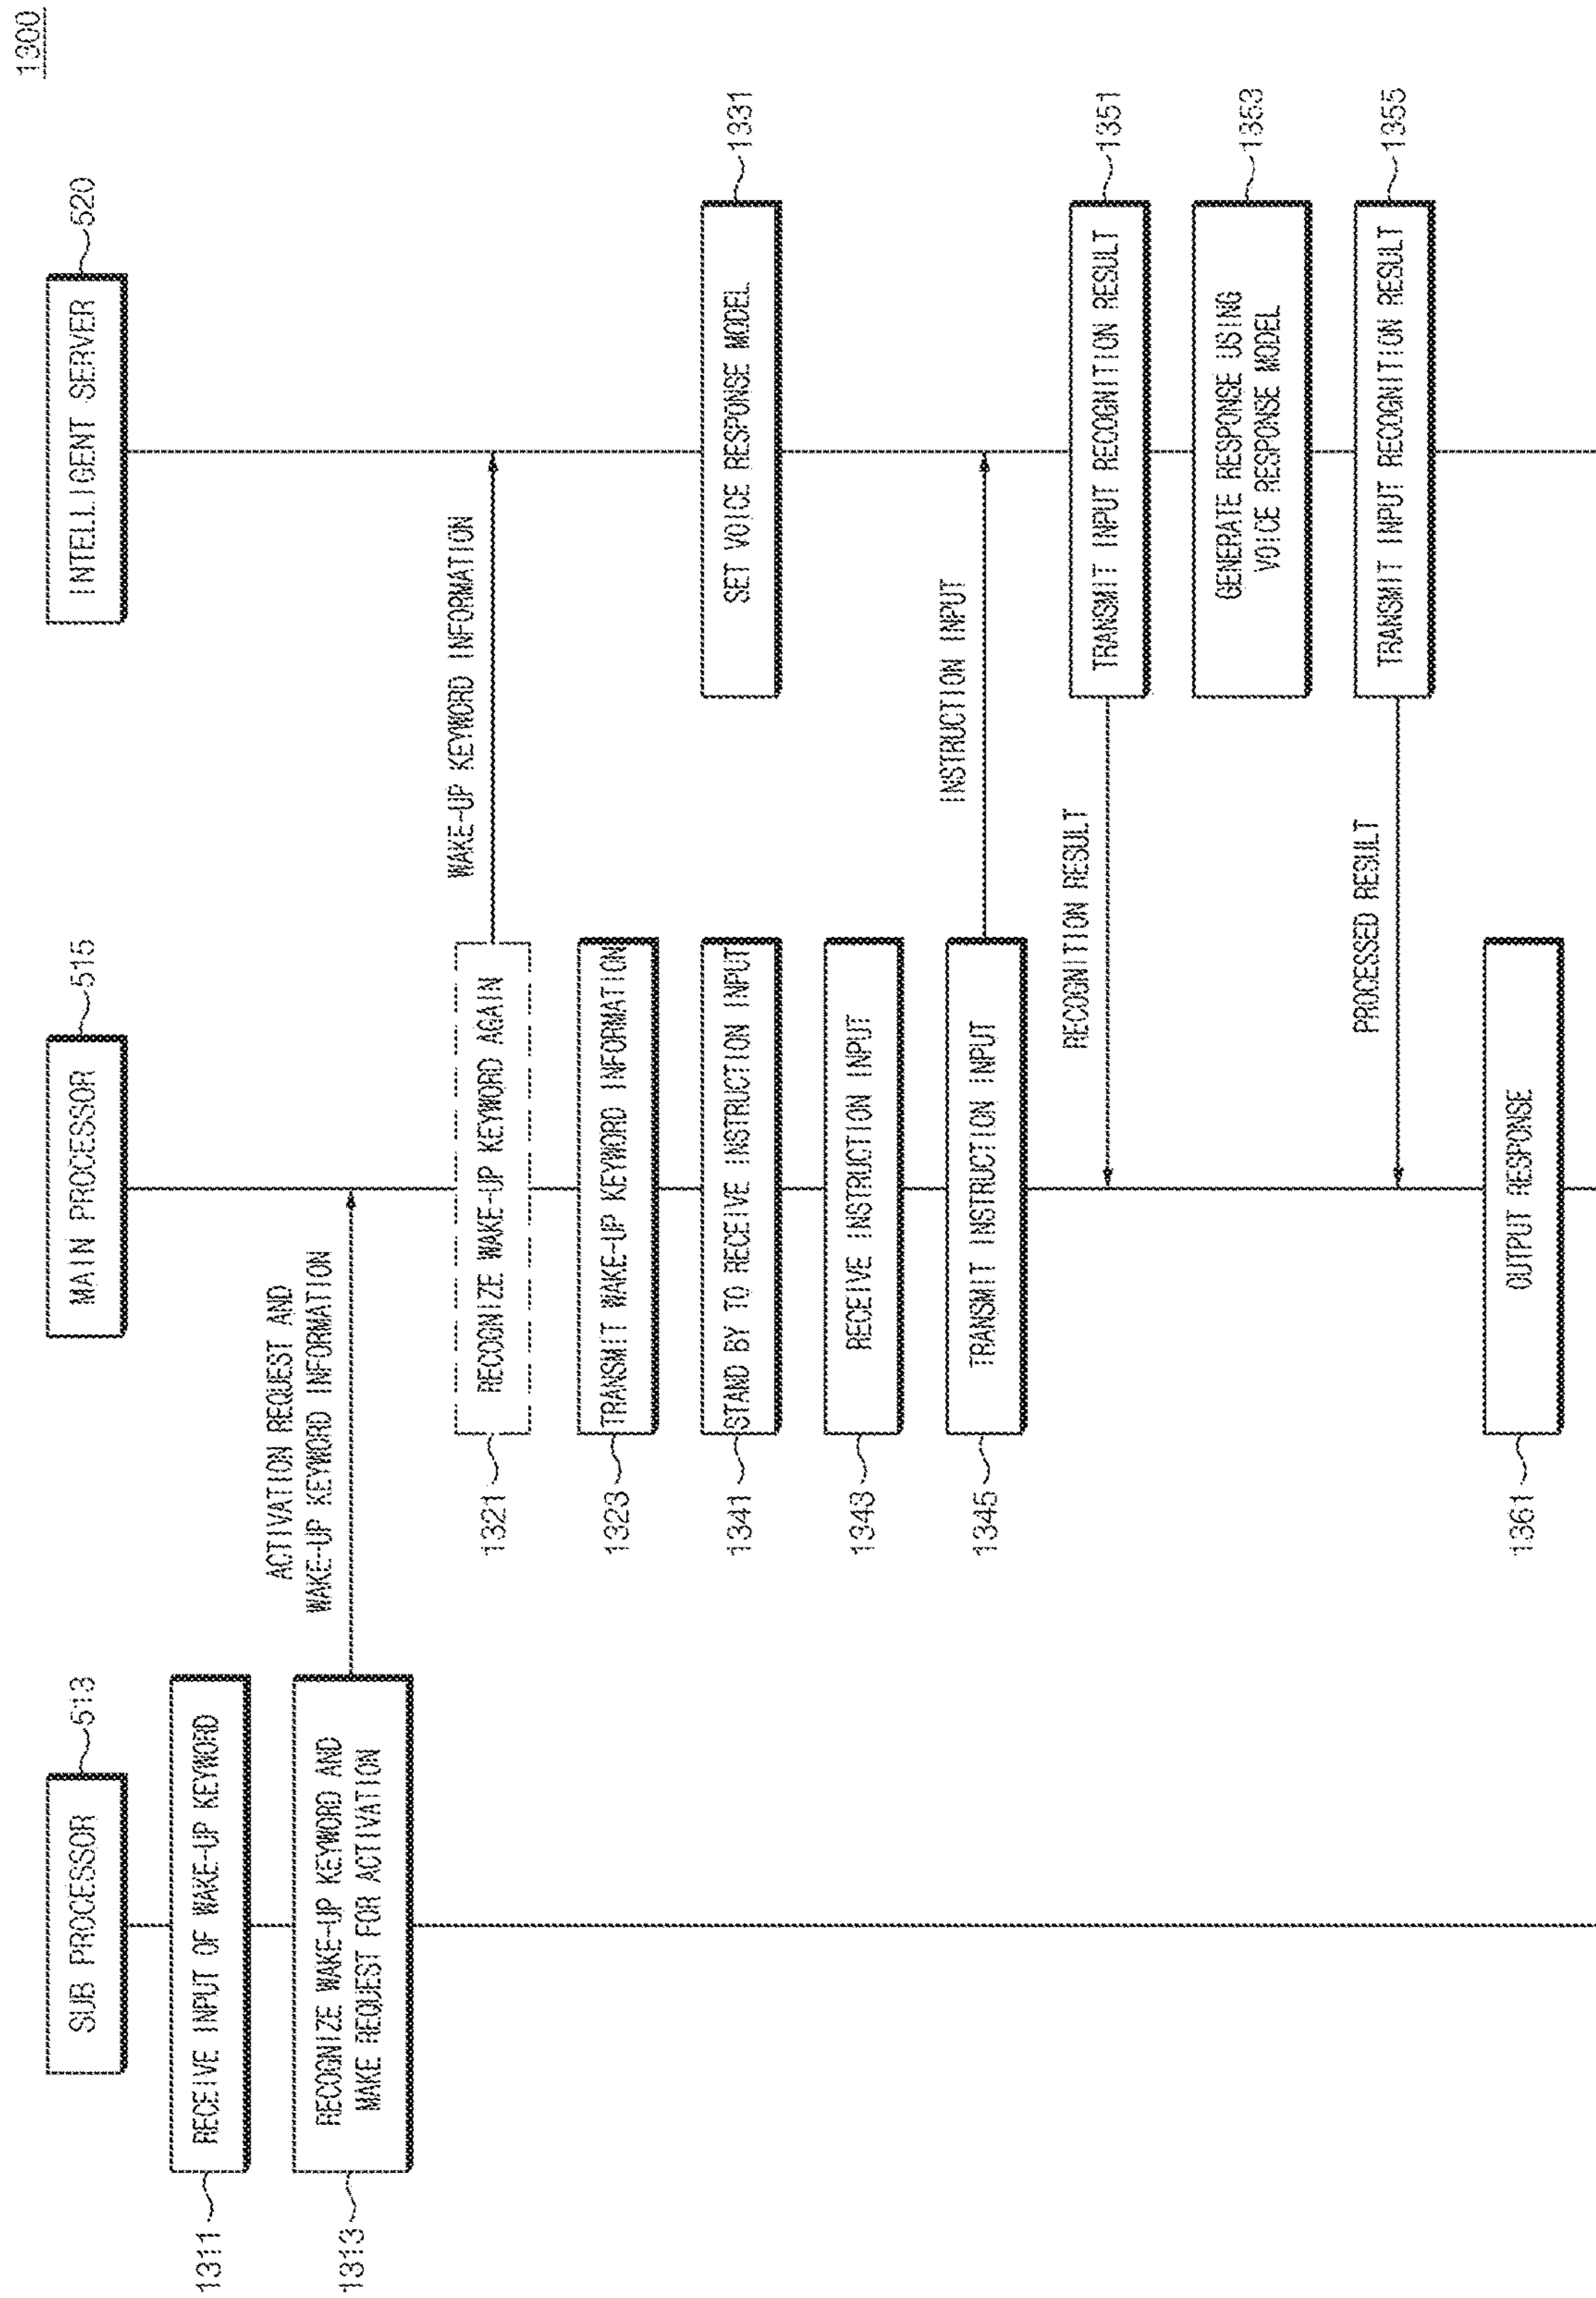 1300
SUB PROCESSOR
513
MAIN PROCESSOR
515
INTELLIGENT SERVER
520
1311
RECEIVE INPUT OF WAKE-UP KEYWORD
1313
RECOGNIZE WAKE-UP KEYWORD AND
MAKE REQUEST FOR ACTIVATION
ACTIVATION REQUEST AND
WAKE-UP KEYWORD INFORMATION
1321
RECOGNIZE WAKE-UP KEYWORD AGAIN
WAKE-UP KEYWORD INFORMATION
1323
TRANSMIT WAKE-UP KEYWORD INFORMATION
1341
STAND BY TO RECEIVE INSTRUCTION INPUT
SET VOICE RESPONSE MODEL
1331
1343
RECEIVE INSTRUCTION INPUT
1345
TRANSMIT INSTRUCTION INPUT
INSTRUCTION INPUT
RECOGNITION RESULT
TRANSMIT INPUT RECOGNITION RESULT
1351
GENERATE RESPONSE USING
VOICE RESPONSE MODEL
1353
PROCESSED RESULT
TRANSMIT INPUT RECOGNITION RESULT
1355
1361
OUTPUT RESPONSE